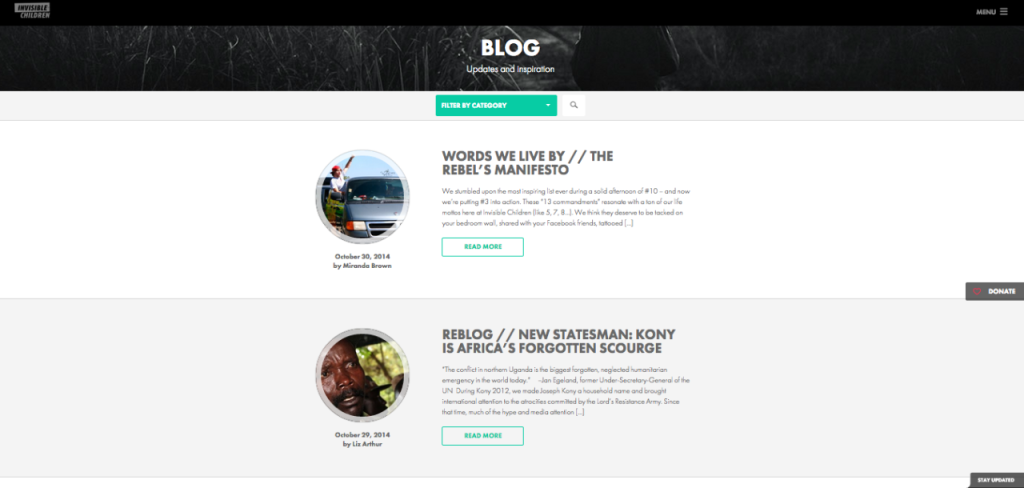 INVISIBLE
CHILDREN
MENU
BLOG
Updates and inspiration
FILTER BY CATEGORY
WORDS WE LIVE BY // THE
REBEL'S MANIFESTO
We stumbled upon the most inspiring list ever during a solid afternoon of #10 – and now
we're putting #3 into action. These "13 commandments" resonate with a ton of our life
mottos here at Invisible Children (like 5, 7, 8…). We think they deserve to be tacked on
your bedroom wall, shared with your Facebook friends, tattooed [...]
READ MORE
October 30, 2014
by Miranda Brown
DONATE
REBLOG // NEW STATESMAN: KONY
IS AFRICA'S FORGOTTEN SCOURGE
"The conflict in northern Uganda is the biggest forgotten, neglected humanitarian
emergency in the world today." -Jan Egeland, former Under-Secretary-General of the
UN During Kony 2012, we made Joseph Kony a household name and brought
international attention to the atrocities committed by the Lord's Resistance Army. Since
that time, much of the hype and media attention [...]
READ MORE
October 29, 2014
by Liz Arthur
STAY UPDATED